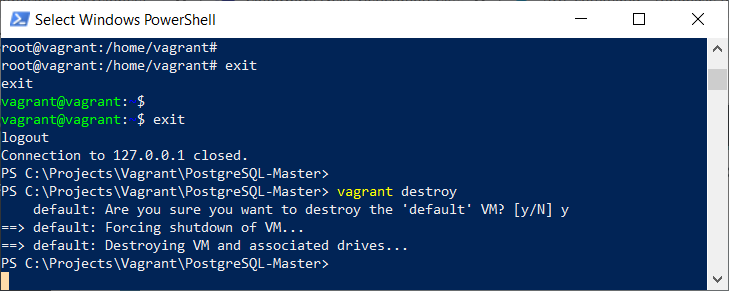 Select Windows PowerShell
root@vagrant:/home/vagrant#
root@vagrant:/home/vagrant# exit
exit
vagrant@vagrant:~$
vagrant@vagrant:~$ exit
logout
Connection to 127.0.0.1 closed.
PS C:\Projects\Vagrant\PostgreSQL-Master>
PS C:\Projects\Vagrant\PostgreSQL-Master> vagrant destroy
    default: Are you sure you want to destroy the 'default' VM? [y/N] y
==> default: Forcing shutdown of VM...
==> default: Destroying VM and associated drives...
PS C:\Projects\Vagrant\PostgreSQL-Master>